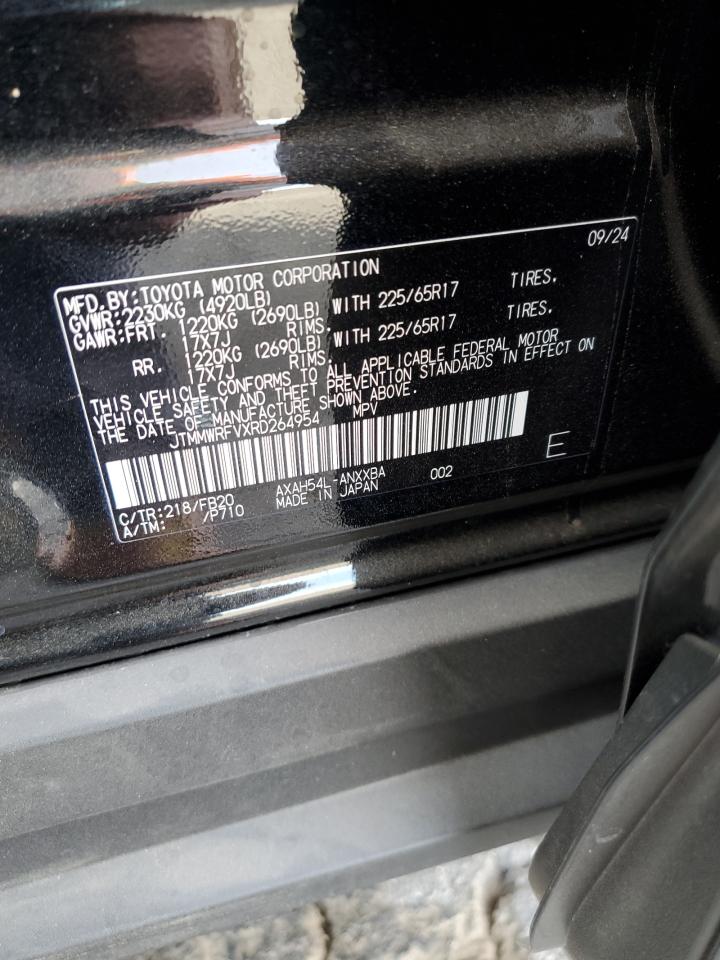 09/24
MFD.BY:TOYOTA MOTOR CORPORATION
GVWR:2230KG (4920LB)
GAWR:FRT. 1220KG (2690LB) WITH 225/65R17 TIRES.
17X7J RIMS.
RR. 1220KG (2690LB) WITH 225/65R17 TIRES.
17X7J RIMS.
THIS VEHICLE CONFORMS TO ALL APPLICABLE FEDERAL MOTOR
VEHICLE SAFETY AND THEFT PREVENTION STANDARDS IN EFFECT ON
THE DATE OF MANUFACTURE SHOWN ABOVE.
JTMMWRFVXRD264954 MPV
E
C/TR:218/FB20 AXAH54L-ANXXBA 002
A/TM: /P710 MADE IN JAPAN